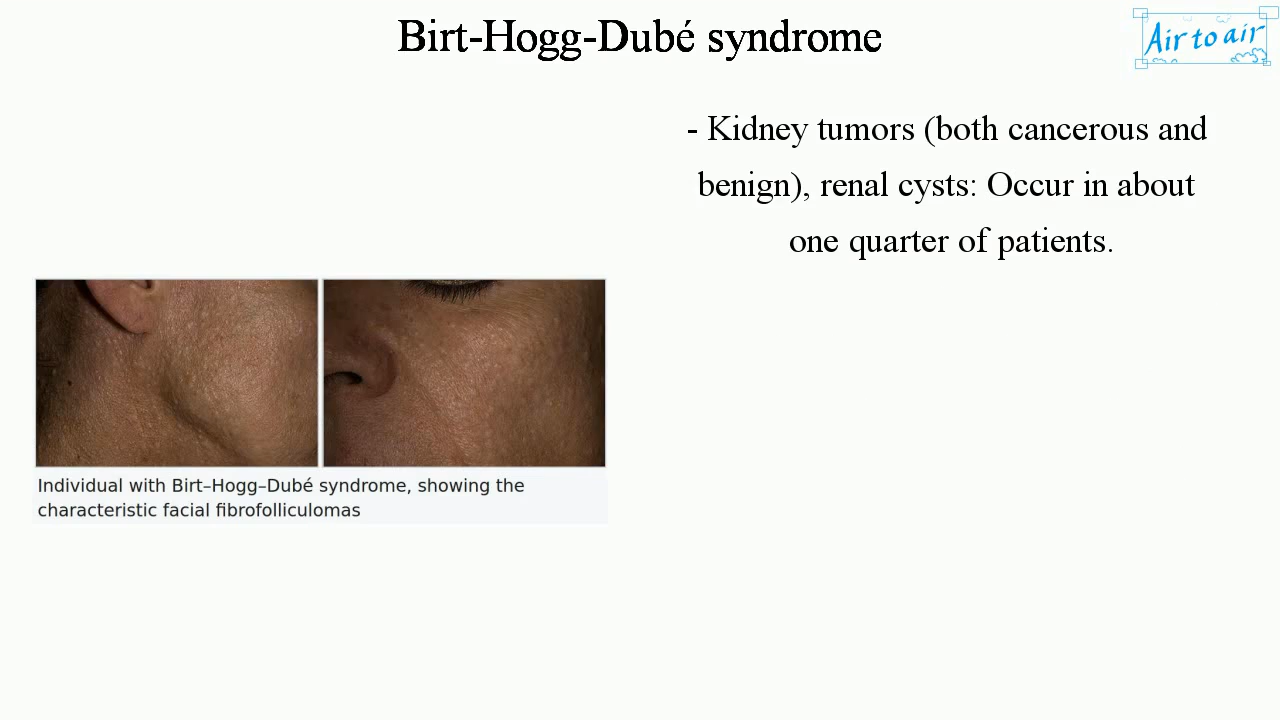 Birt-Hogg-Dubé syndrome
Air to air
- Kidney tumors (both cancerous and
benign), renal cysts: Occur in about
one quarter of patients.
Individual with Birt–Hogg–Dubé syndrome, showing the
characteristic facial fibrofolliculomas